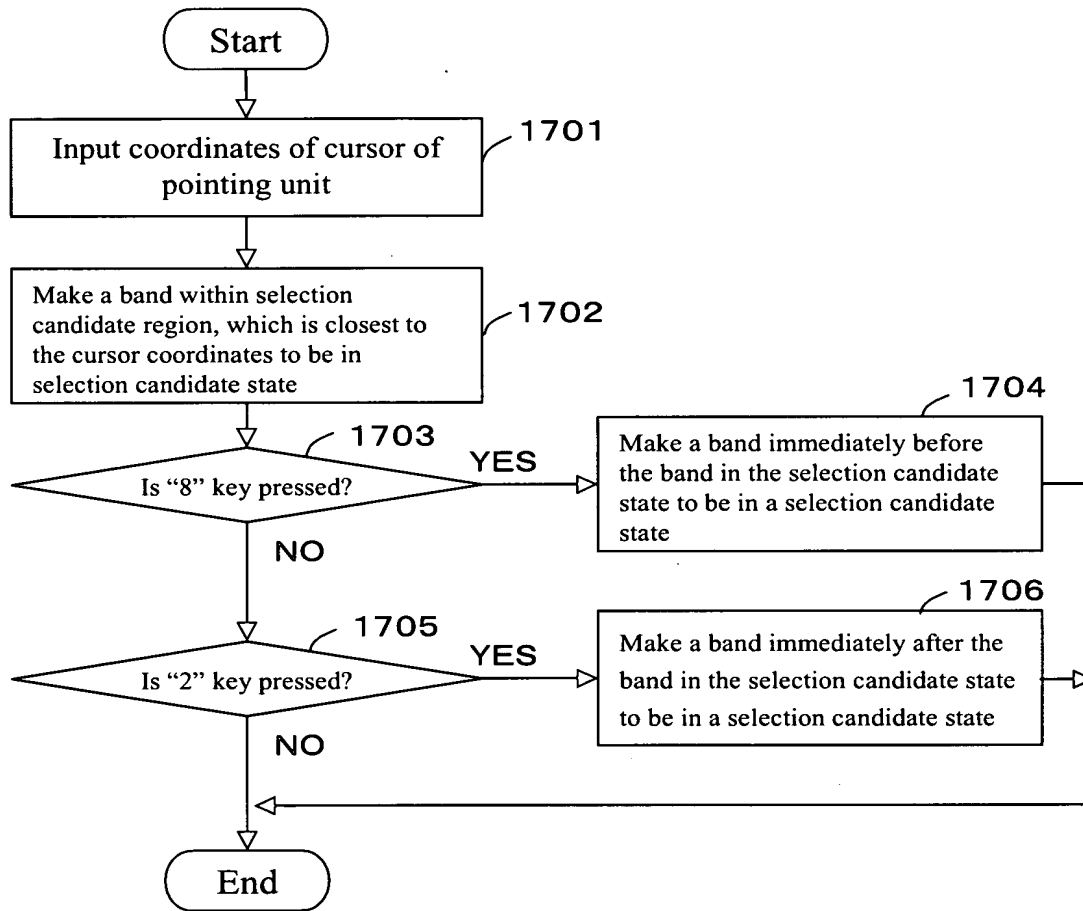 Start
1701
Input coordinates of cursor of
pointing unit
1702
Make a band within selection
candidate region, which is closest to
the cursor coordinates to be in
selection candidate state
1703
Is “8” key pressed?
YES
NO
1704
Make a band immediately before
the band in the selection candidate
state to be in a selection candidate
state
1705
Is “2” key pressed?
YES
NO
1706
Make a band immediately after the
band in the selection candidate state
to be in a selection candidate state
End